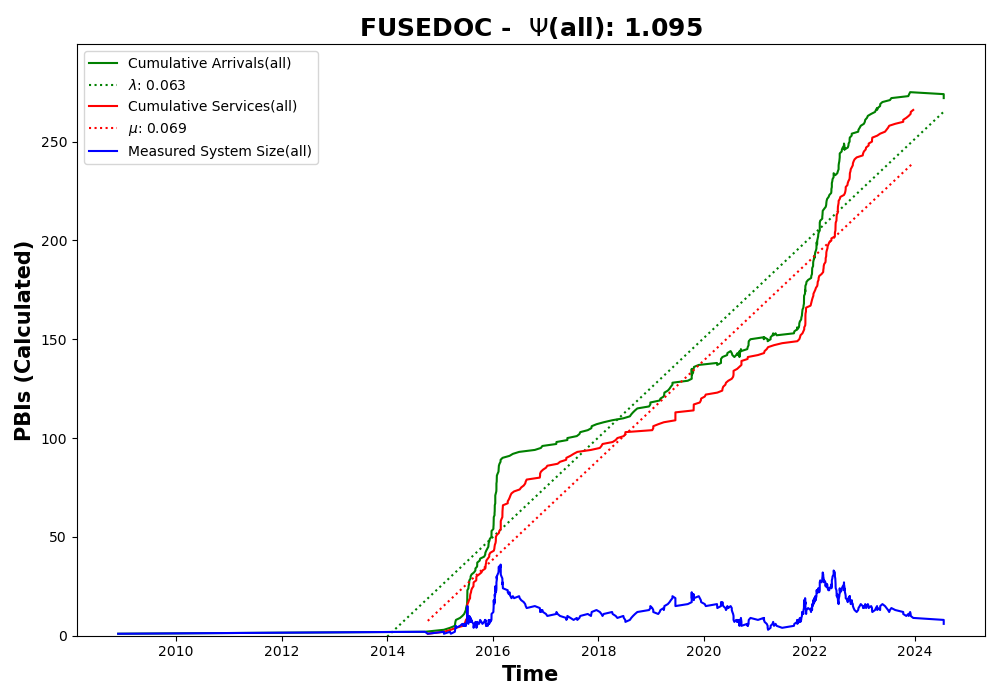 FUSEDOC - Ψ(all): 1.095
Cumulative Arrivals(all)
λ: 0.063
Cumulative Services(all)
μ: 0.069
Measured System Size(all)
PBIs (Calculated)
250
200
150
100
50
0
2010 2012 2014 2016 2018 2020 2022 2024
Time